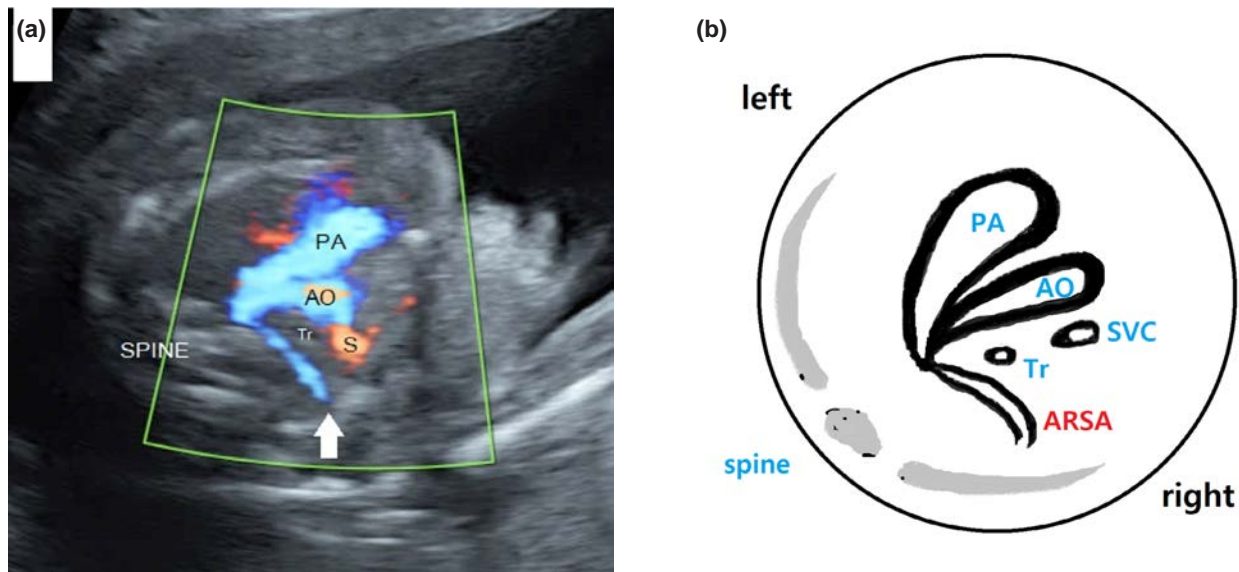 (a)
PA
AO
Tr
S
SPINE
(b)
left
PA
AO
SVC
Tr
ARSA
spine
right